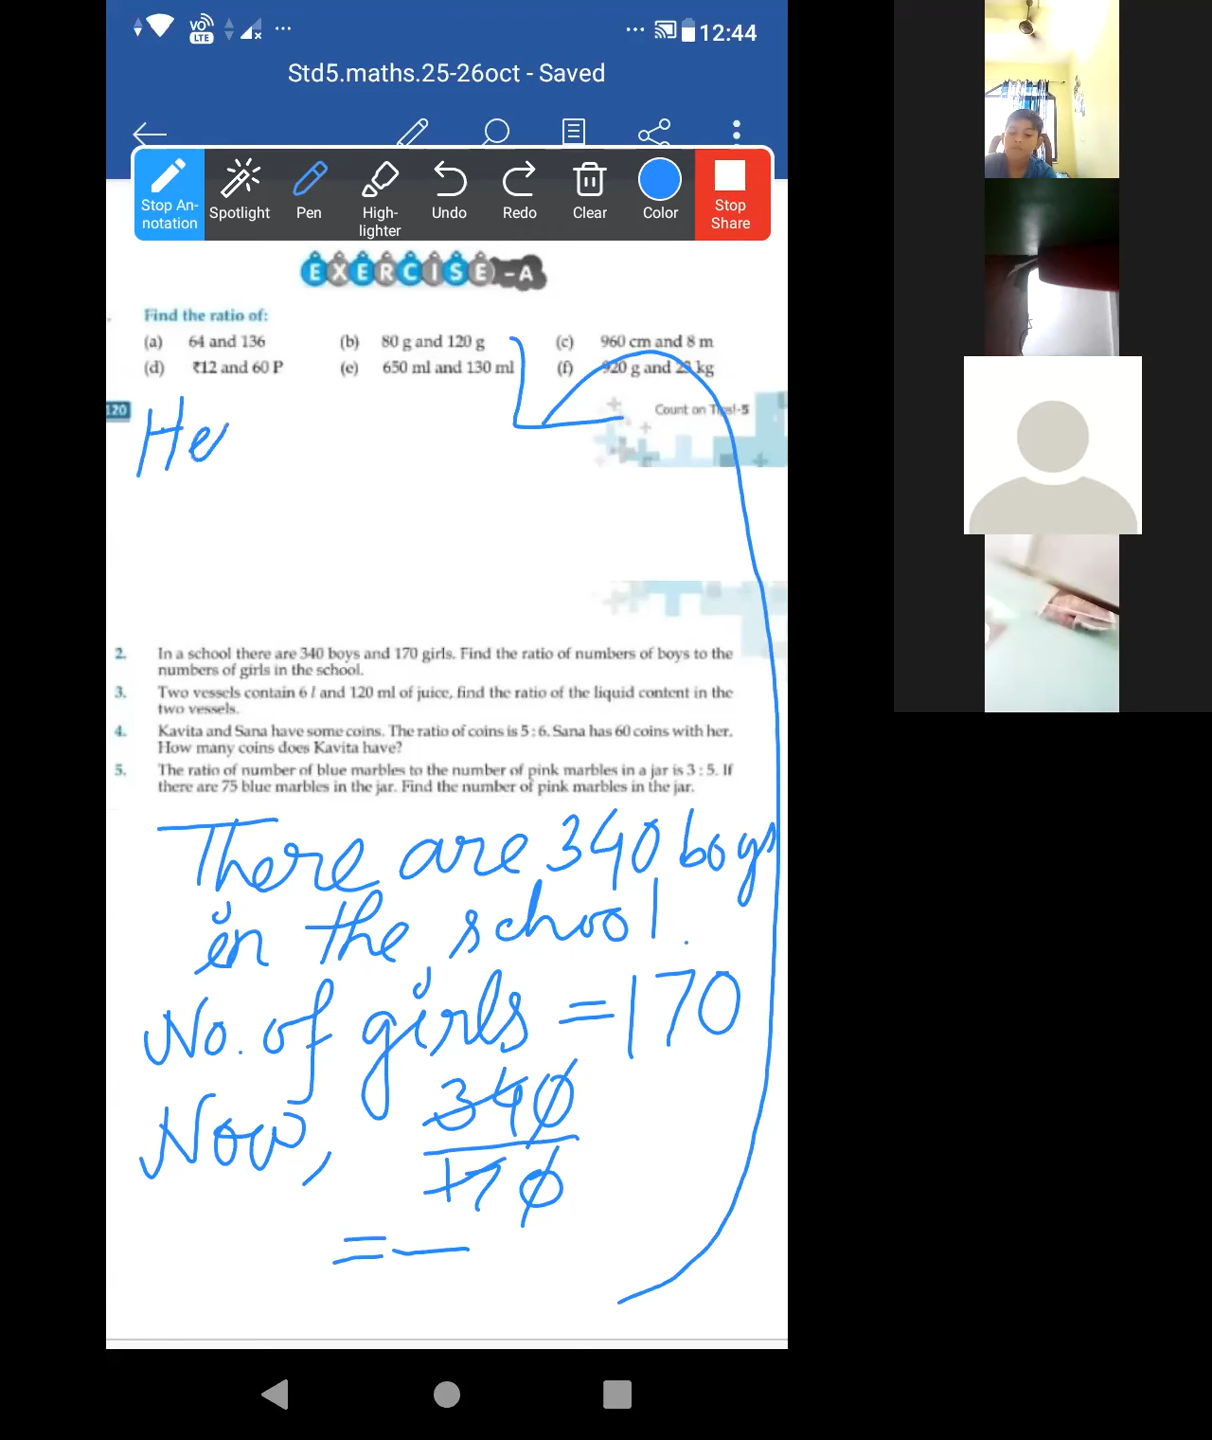 VO))
LTE
12:44
Std5.maths.25-26oct - Saved
Stop An-
notation
Spotlight
Pen
High-
lighter
Undo
Redo
Clear
Color
Stop
Share
EXERCISE-A
Find the ratio of:
(a) 64 and 136 (b) 80 g and 120 g (c) 960 cm and 8 m
(d) ₹12 and 60 P (e) 650 ml and 130 ml (f) 920 g and 23 kg
120
Count on Tips!-5
He
2. In a school there are 340 boys and 170 girls. Find the ratio of numbers of boys to the
numbers of girls in the school.
3. Two vessels contain 6 l and 120 ml of juice, find the ratio of the liquid content in the
two vessels.
4. Kavita and Sana have some coins. The ratio of coins is 5 : 6. Sana has 60 coins with her.
How many coins does Kavita have?
5. The ratio of number of blue marbles to the number of pink marbles in a jar is 3 : 5. If
there are 75 blue marbles in the jar. Find the number of pink marbles in the jar.
There are 340 boys
in the school.
No. of girls = 170
Now, 340
170
= —